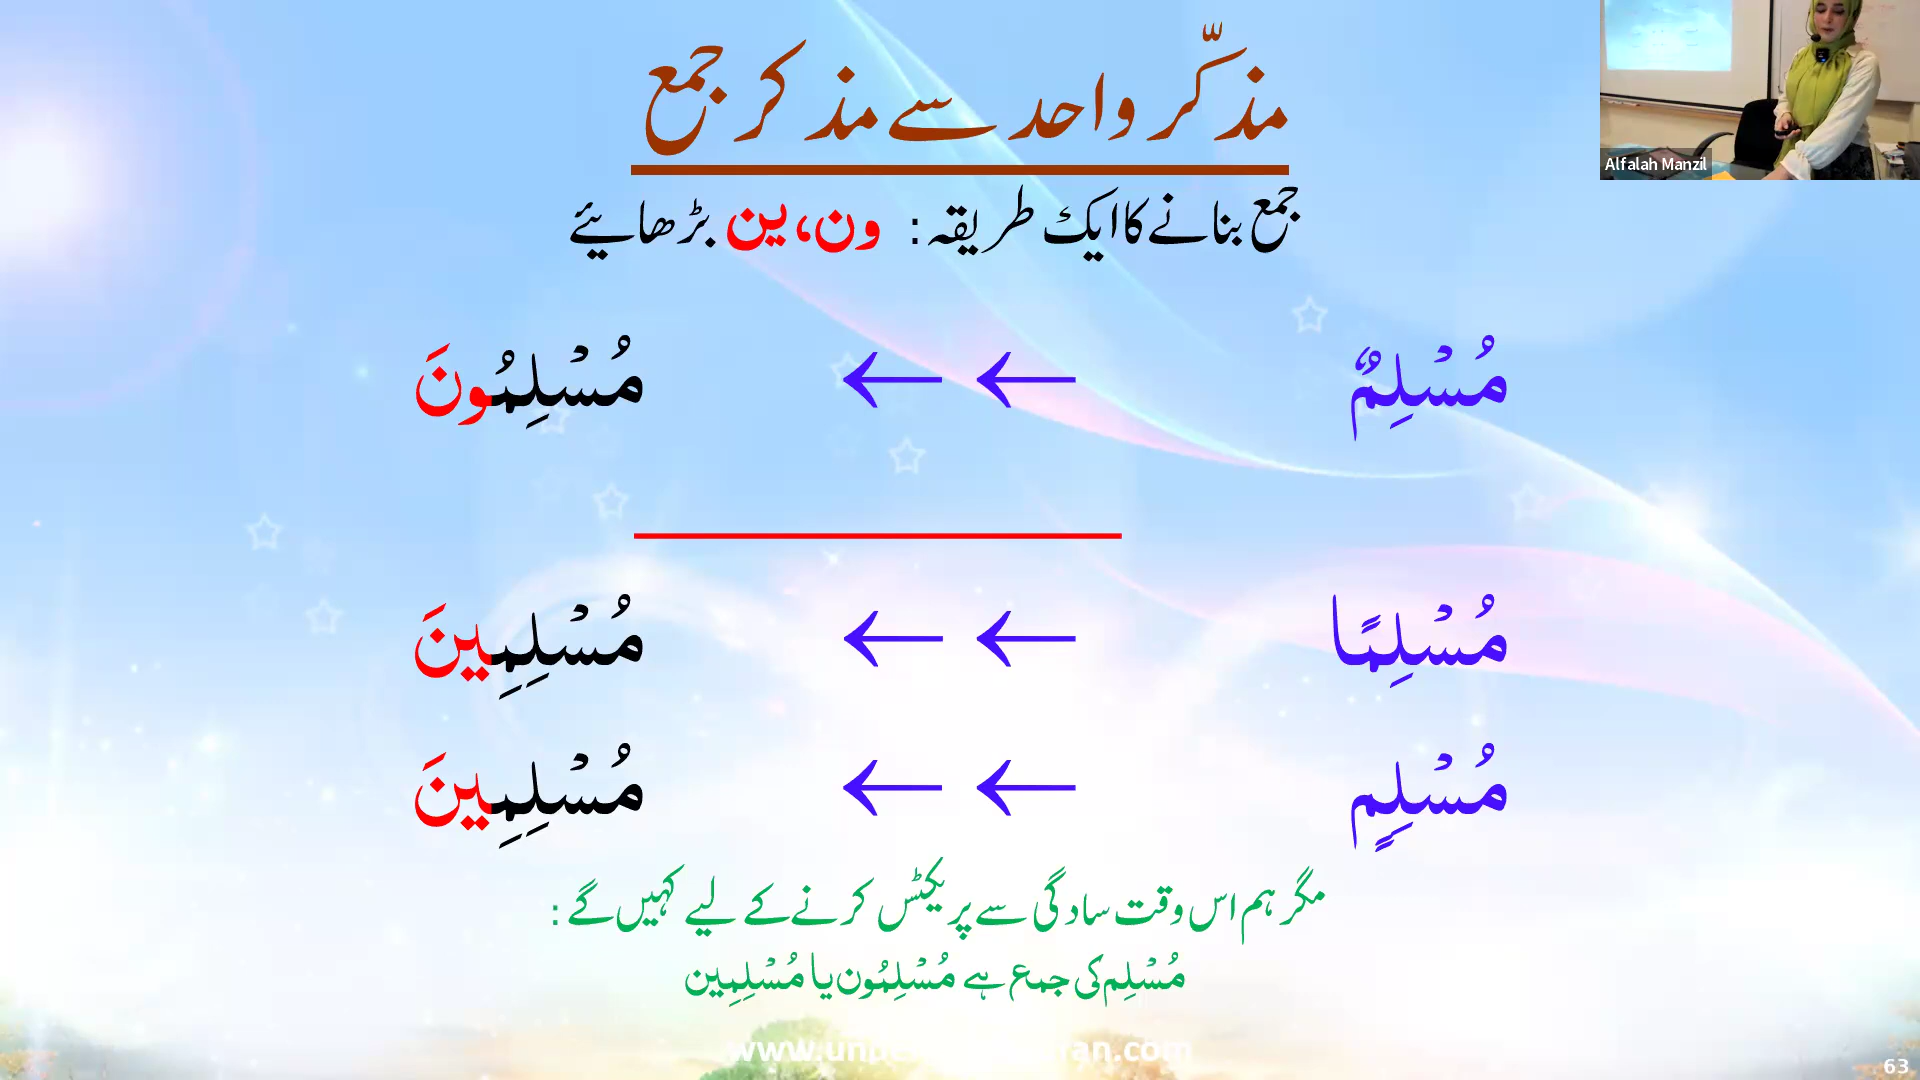 مذکّر واحد سے مذکر جمع
جمع بنانے کا ایک طریقہ: ون، ین بڑھائیے
مُسْلِمٌ ← ← مُسْلِمُونَ
مُسْلِمًا ← ← مُسْلِمِينَ
مُسْلِمٍ ← ← مُسْلِمِينَ
مگر ہم اس وقت سادگی سے پریکٹس کرنے کے لیے کہیں گے:
مُسْلِم کی جمع ہے مُسْلِمُون یا مُسْلِمِین
Alfalah Manzil
63